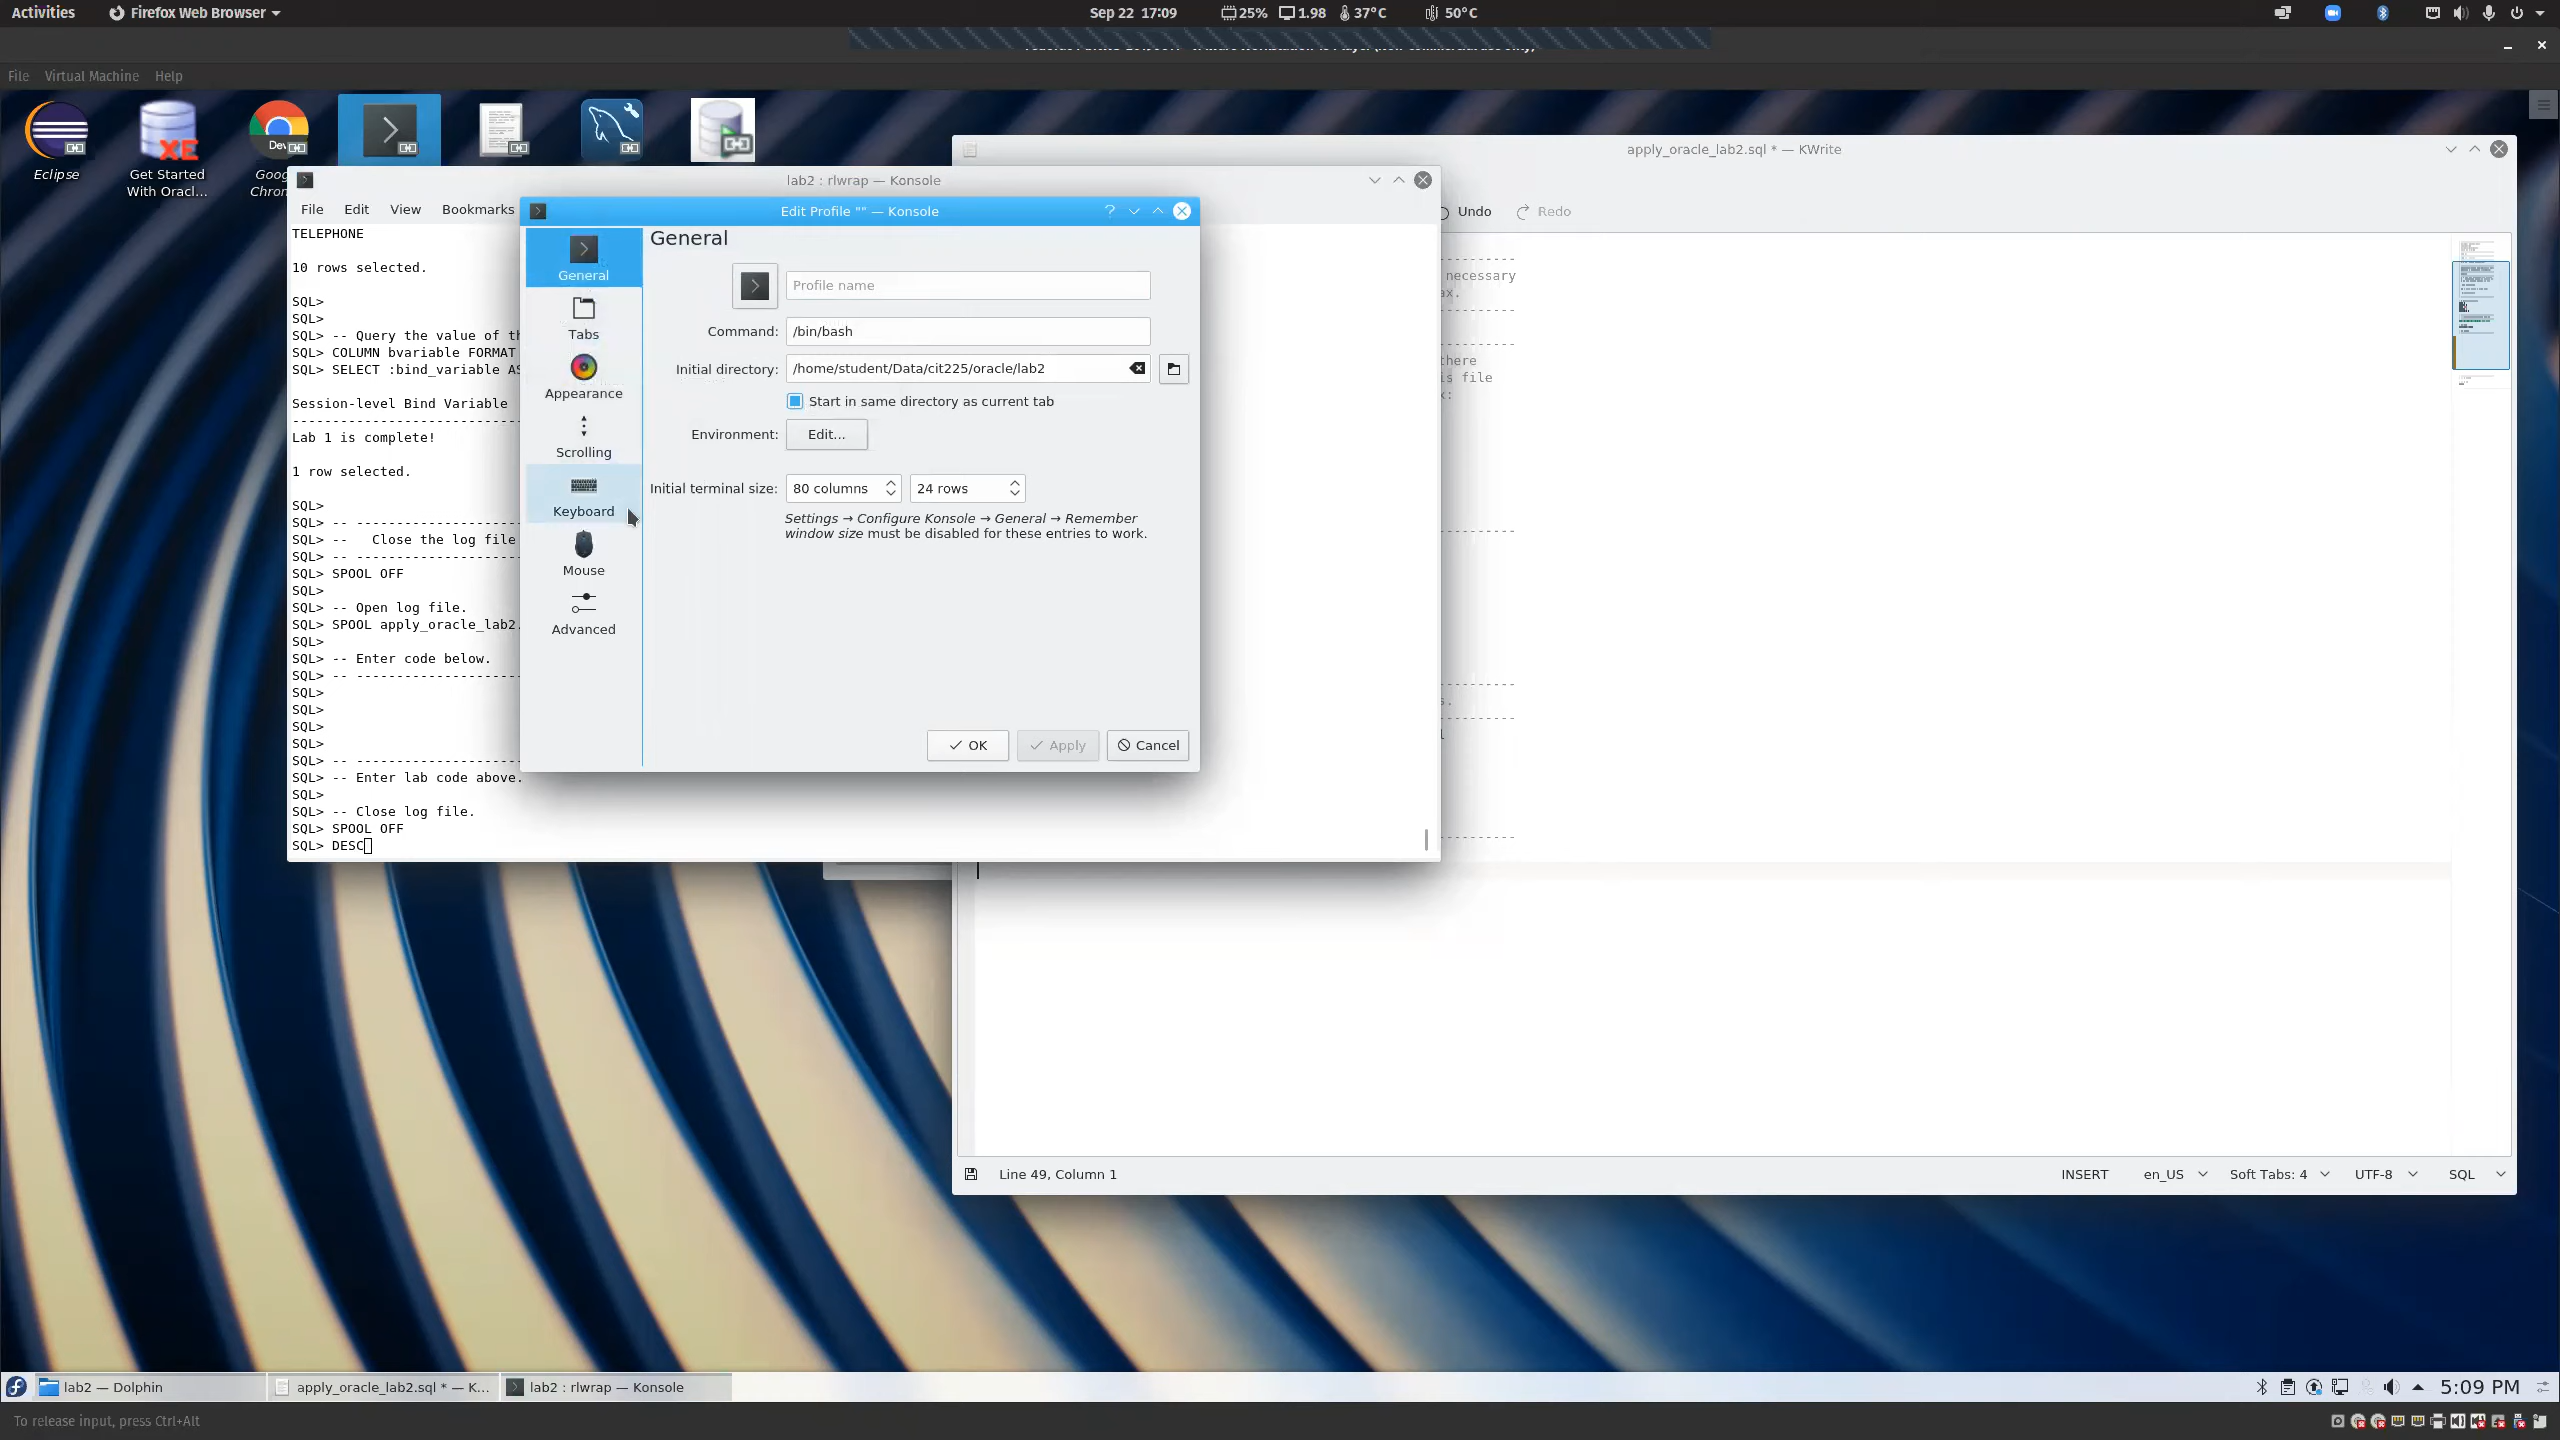 Activities
Firefox Web Browser
Sep 22 17:09
25%
1.98
37°C
50°C
File
Virtual Machine
Help
Eclipse
Get Started
With Oracl...
Dev
Goog
Chron
XE
apply_oracle_lab2.sql * — KWrite
Undo
Redo
necessary
ax.
here
is file
lab2 : rlwrap — Konsole
File
Edit
View
Bookmarks
TELEPHONE
10 rows selected.
SQL>
SQL>
SQL> -- Query the value of th
SQL> COLUMN bvariable FORMAT
SQL> SELECT :bind_variable AS
Session-level Bind Variable
-----------------------------
Lab 1 is complete!
1 row selected.
SQL>
SQL> -- ---------------------
SQL> --   Close the log file
SQL> -- ---------------------
SQL> SPOOL OFF
SQL>
SQL> -- Open log file.
SQL> SPOOL apply_oracle_lab2.
SQL>
SQL> -- Enter code below.
SQL> -- ---------------------
SQL>
SQL>
SQL>
SQL>
SQL> -- ---------------------
SQL> -- Enter lab code above.
SQL>
SQL> -- Close log file.
SQL> SPOOL OFF
SQL> DESC
Edit Profile "" — Konsole
General
Tabs
Appearance
Scrolling
Keyboard
Mouse
Advanced
General
Profile name
Command: /bin/bash
Initial directory: /home/student/Data/cit225/oracle/lab2
Start in same directory as current tab
Environment: Edit...
Initial terminal size: 80 columns 24 rows
Settings → Configure Konsole → General → Remember
window size must be disabled for these entries to work.
OK
Apply
Cancel
Line 49, Column 1
INSERT
en_US
Soft Tabs: 4
UTF-8
SQL
lab2 — Dolphin
apply_oracle_lab2.sql * — K...
lab2 : rlwrap — Konsole
5:09 PM
To release input, press Ctrl+Alt